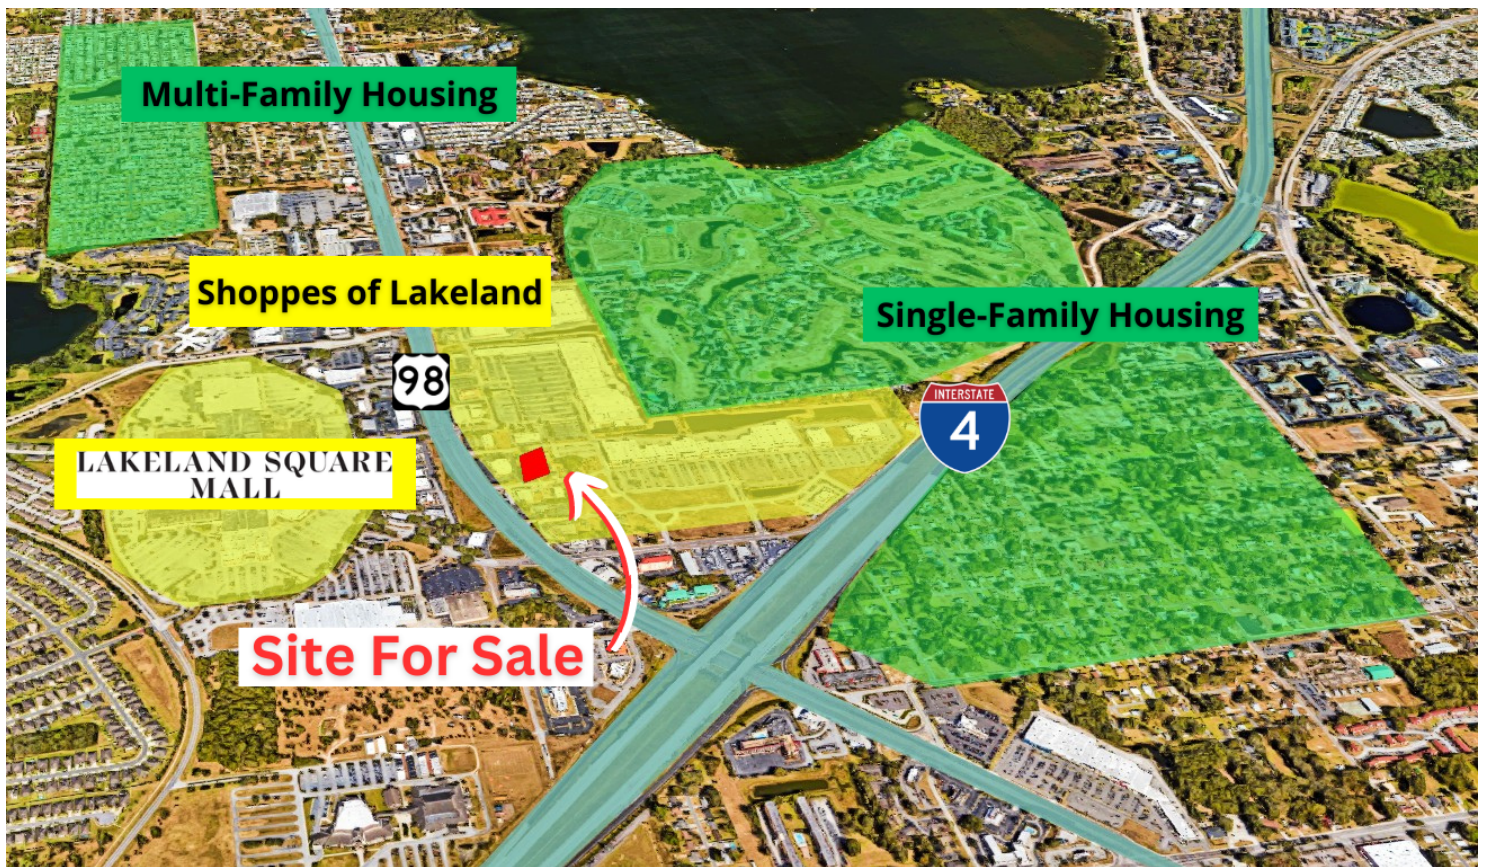 Multi-Family Housing
Shoppes of Lakeland
Single-Family Housing
98
INTERSTATE
4
LAKELAND SQUARE
MALL
Site For Sale